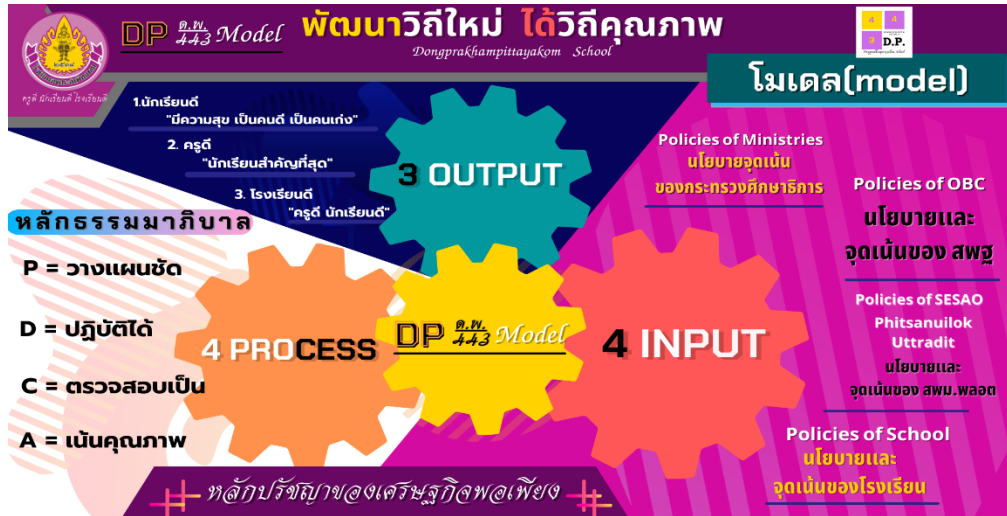 DP ด.พ. 443 Model พัฒนาวิถีใหม่ ได้วิถีคุณภาพ
Dongprakhampittayakom School
4 4
3 D.P.
ครูดี นักเรียนดี โรงเรียนดี
โมเดล(model)
1.นักเรียนดี
"มีความสุข เป็นคนดี เป็นคนเก่ง"
2. ครูดี
"นักเรียนสำคัญที่สุด"
3. โรงเรียนดี
"ครูดี นักเรียนดี"
3 OUTPUT
Policies of Ministries
นโยบายจุดเน้น
ของกระทรวงศึกษาธิการ
Policies of OBC
นโยบายและ
จุดเน้นของ สพฐ
Policies of SESAO
Phitsanuilok
Uttradit
นโยบายและ
จุดเน้นของ สพม.พลอต
Policies of School
นโยบายและ
จุดเน้นของโรงเรียน
หลักธรรมมาภิบาล
P = วางแผนชัด
D = ปฏิบัติได้
C = ตรวจสอบเป็น
A = เน้นคุณภาพ
4 PROCESS
DP ด.พ. 443 Model
4 INPUT
หลักปรัชญาของเศรษฐกิจพอเพียง